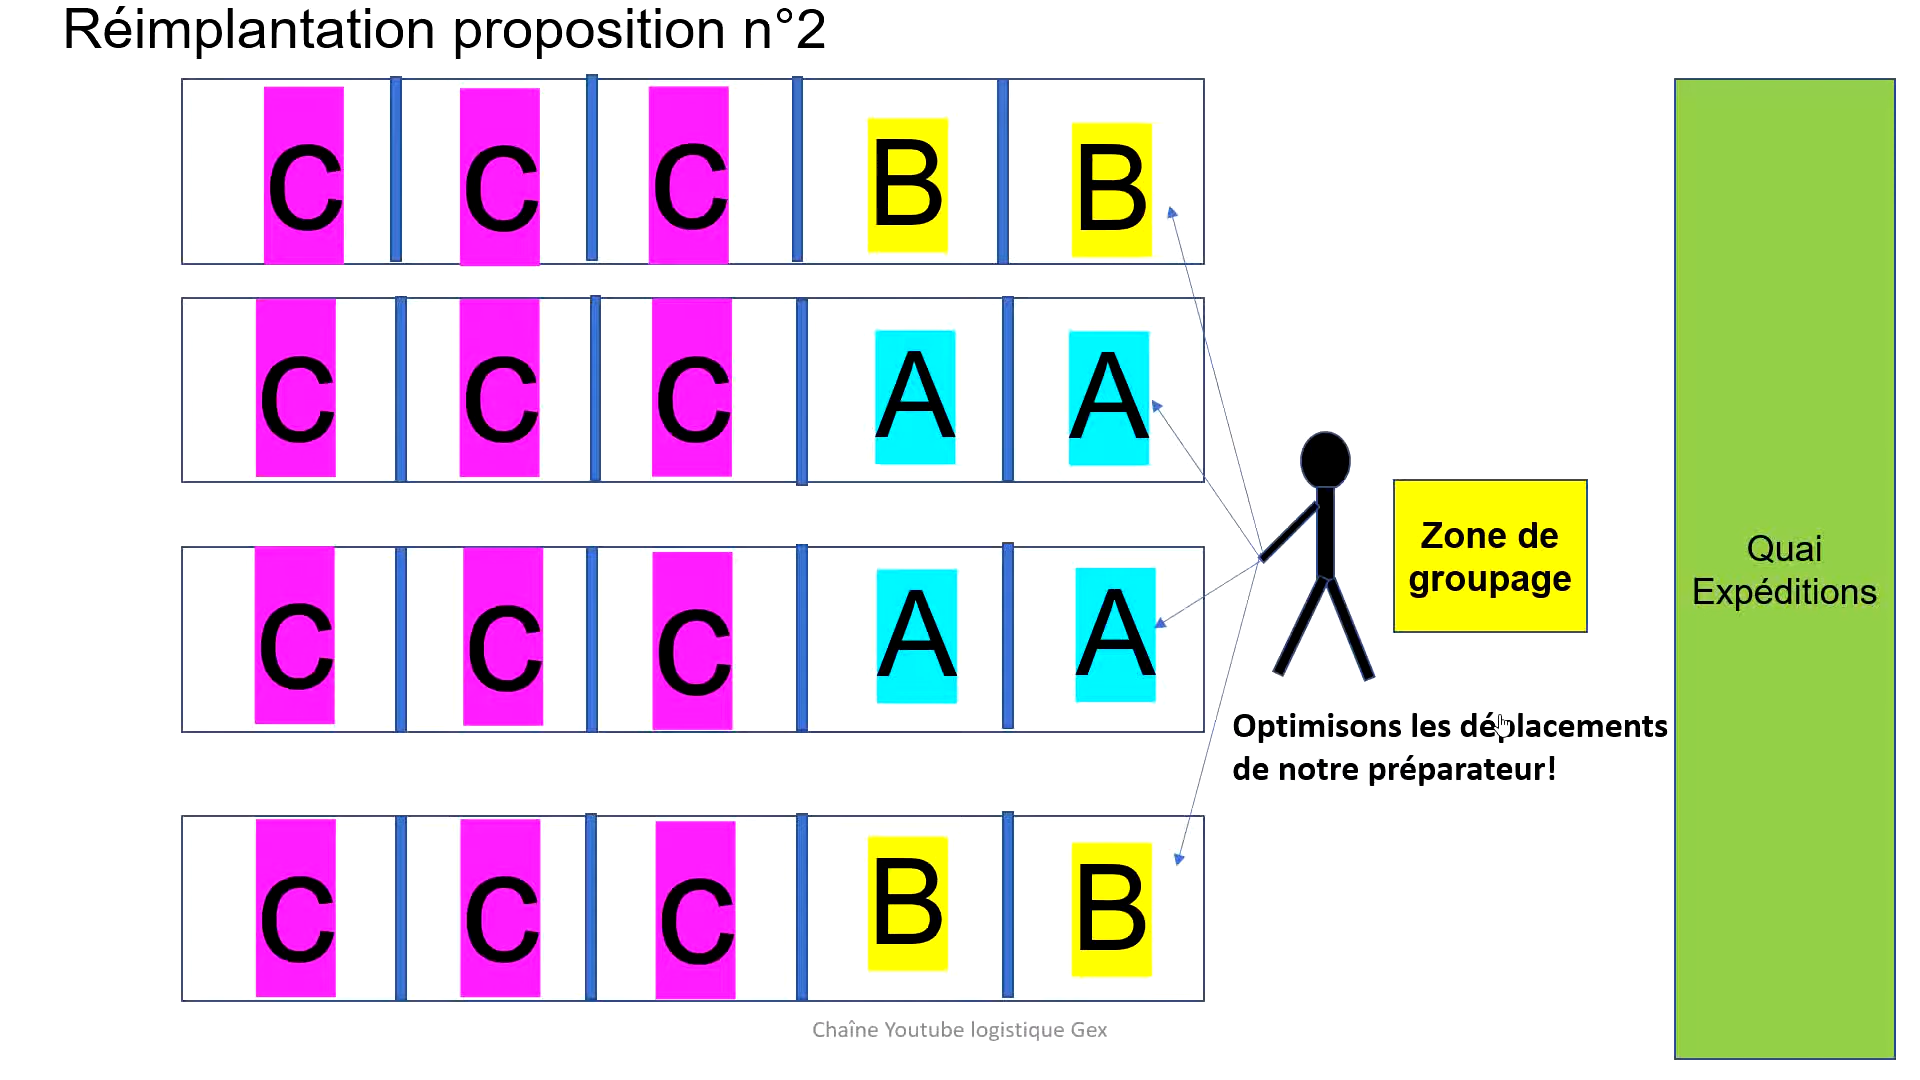 Réimplantation proposition n°2
C C C B B
C C C A A
C C C A A
C C C B B
Zone de
groupage
Quai
Expéditions
Optimisons les déplacements
de notre préparateur!
Chaîne Youtube logistique Gex